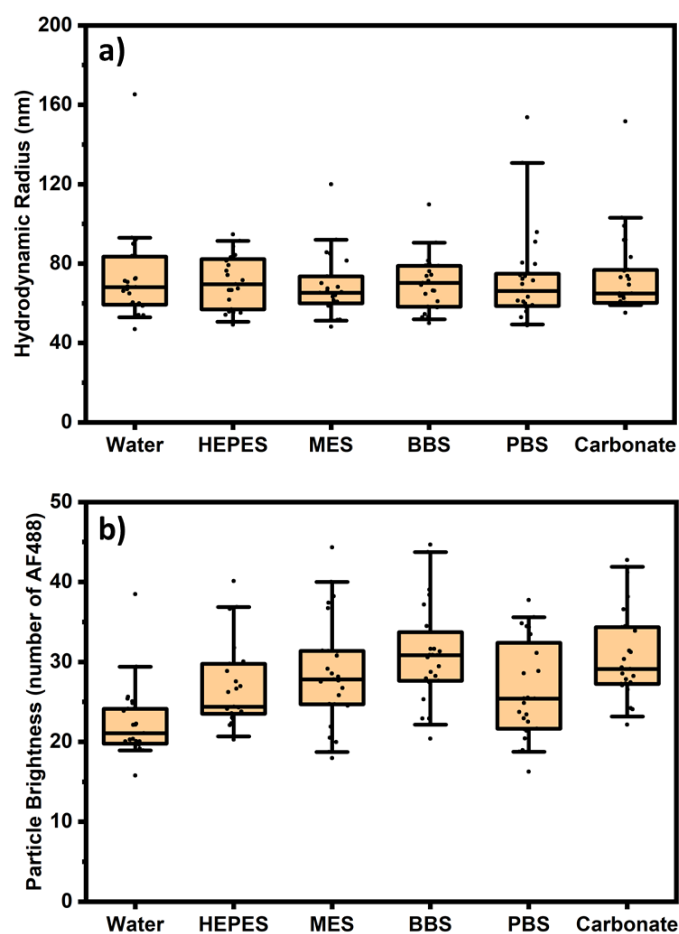 a)
Hydrodynamic Radius (nm)
200
160
120
80
40
0
Water HEPES MES BBS PBS Carbonate
b)
Particle Brightness (number of AF488)
50
40
30
20
10
0
Water HEPES MES BBS PBS Carbonate